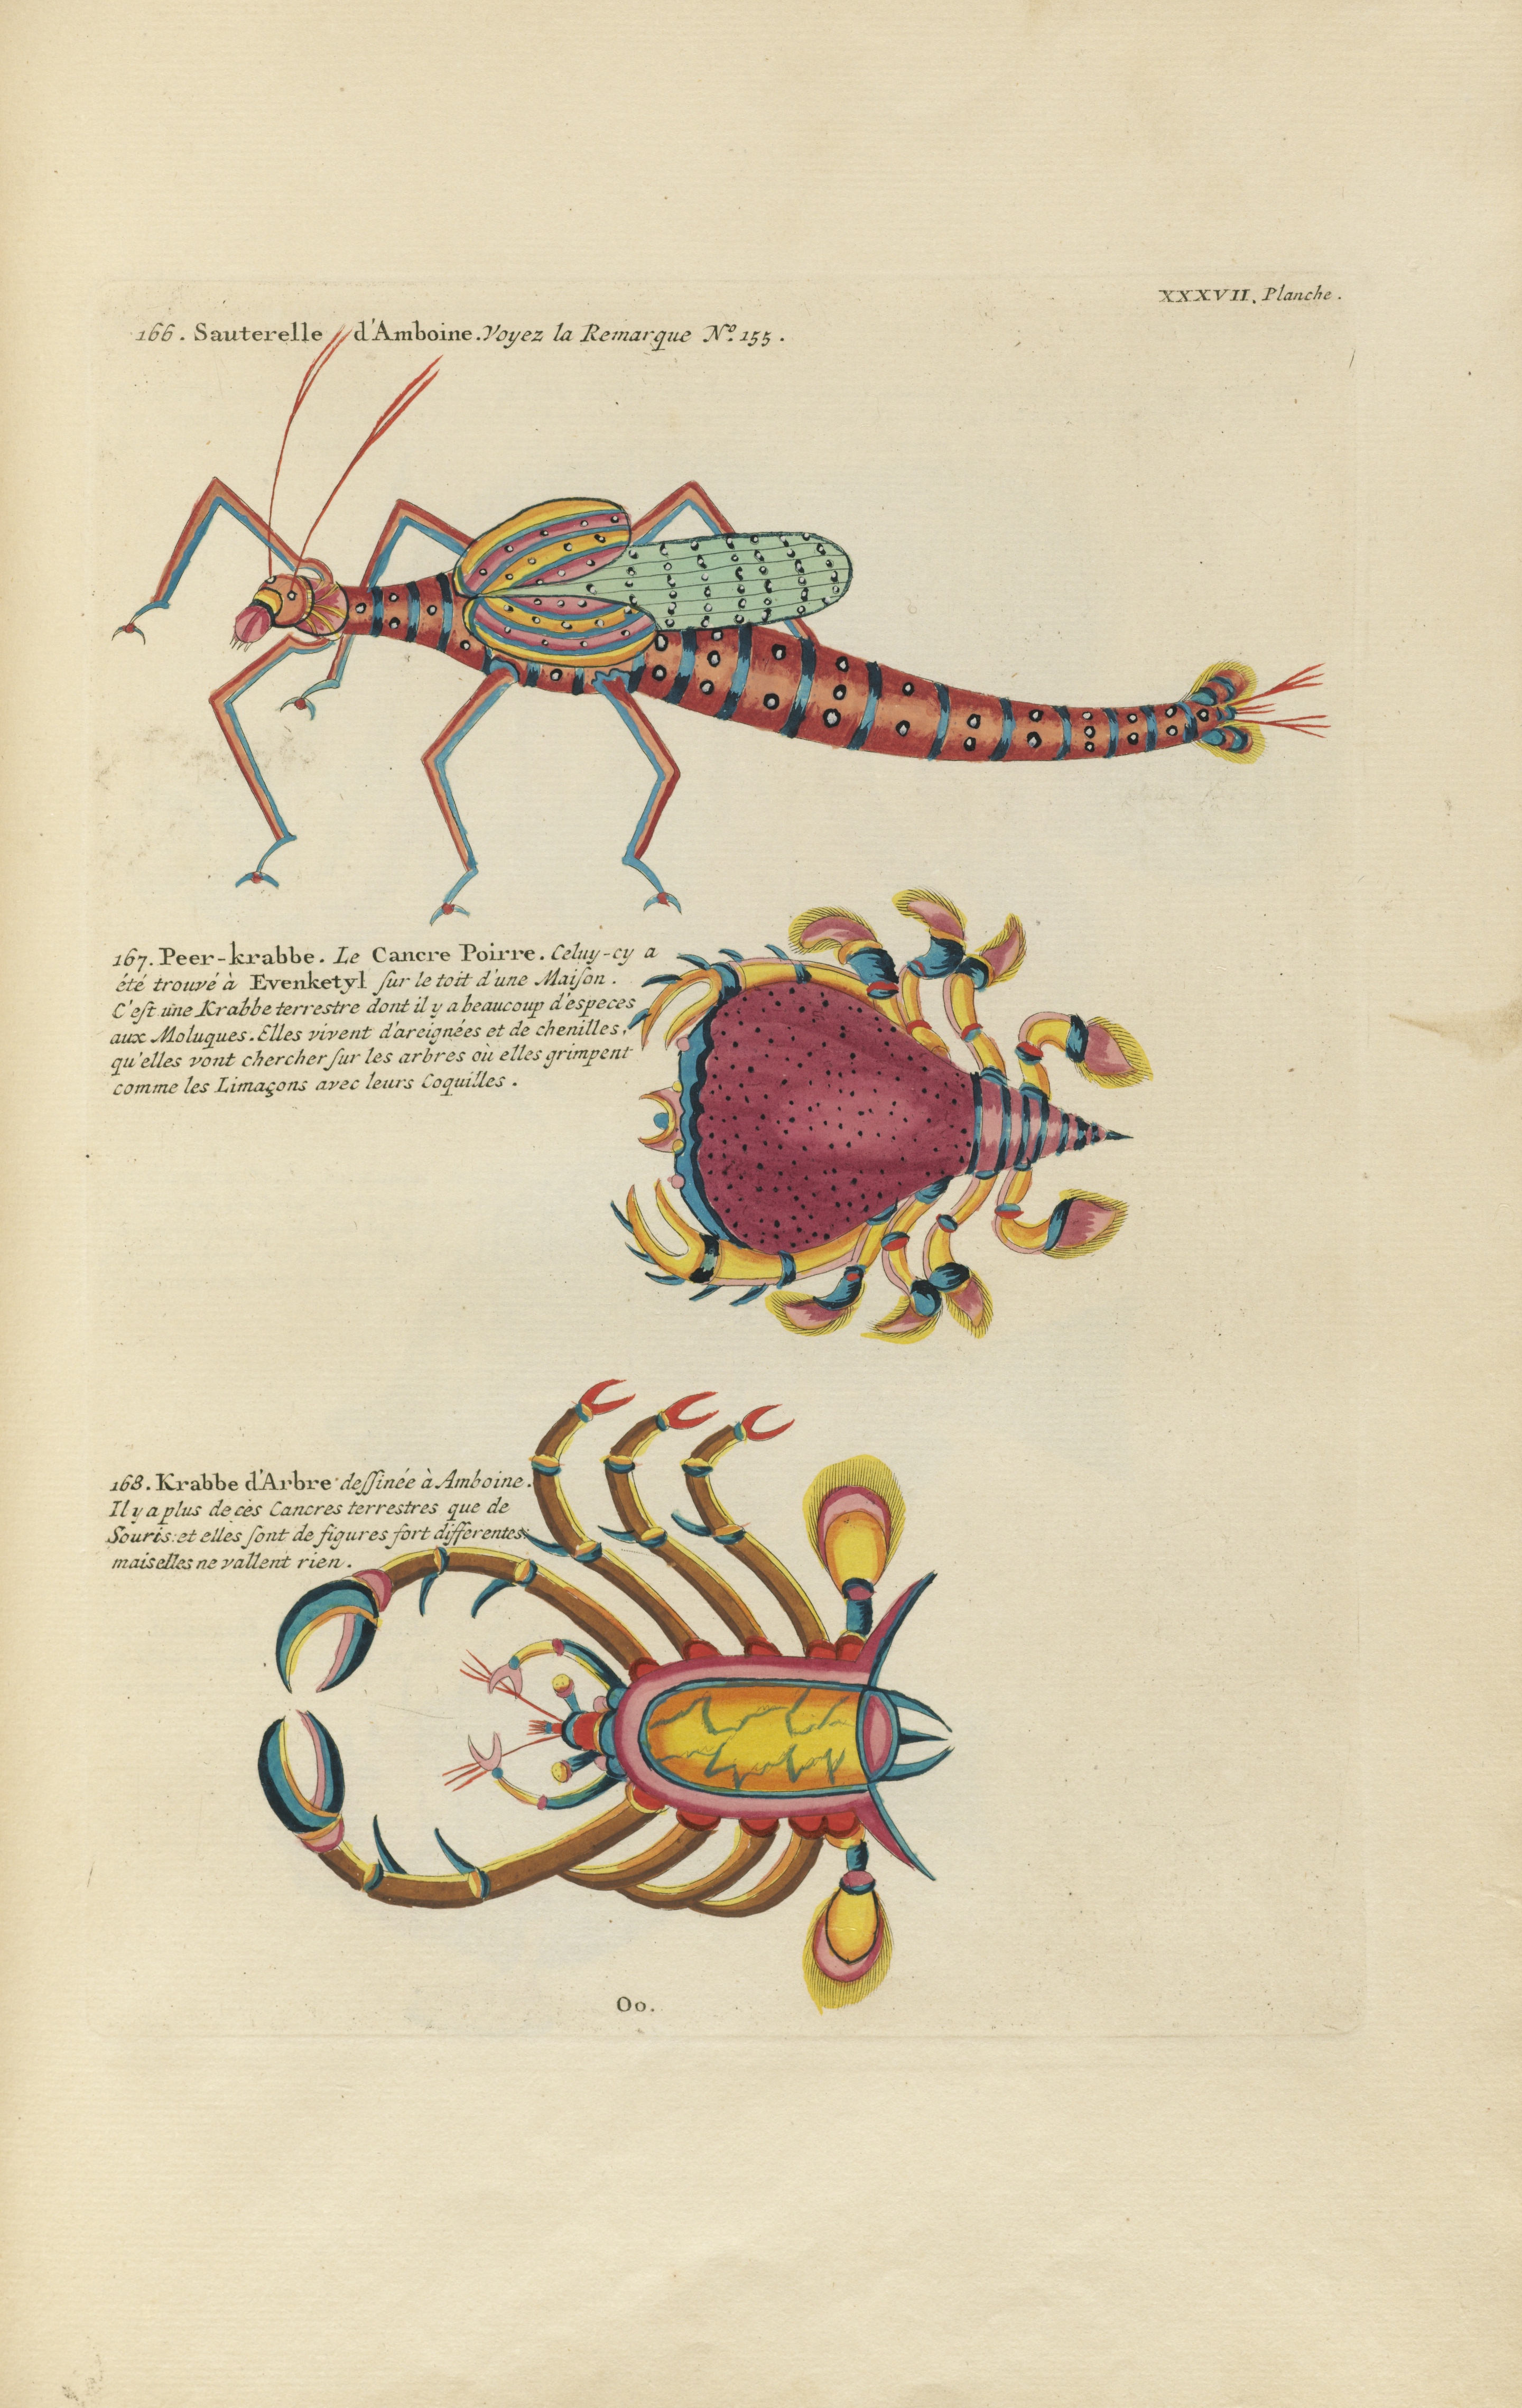 XXXVII. Planche.
166. Sauterelle d'Amboine. Voyez la Remarque Nº. 155.
167. Peer-krabbe. Le Cancre Poirre. Celuy-cy a
été trouvé à Evenketyl ſur le toit d'une Maiſon.
C'eſt une Krabbe terrestre dont il y a beaucoup d'especes
aux Moluques. Elles vivent d'areignées et de chenilles,
qu'elles vont chercher ſur les arbres où elles grimpent
comme les Limaçons avec leurs Coquilles.
168. Krabbe d'Arbre deſſinée à Amboine.
Il y a plus de ces Cancres terrestres que de
Souris: et elles ſont de figures fort differentes;
mais elles ne vallent rien.
Oo.